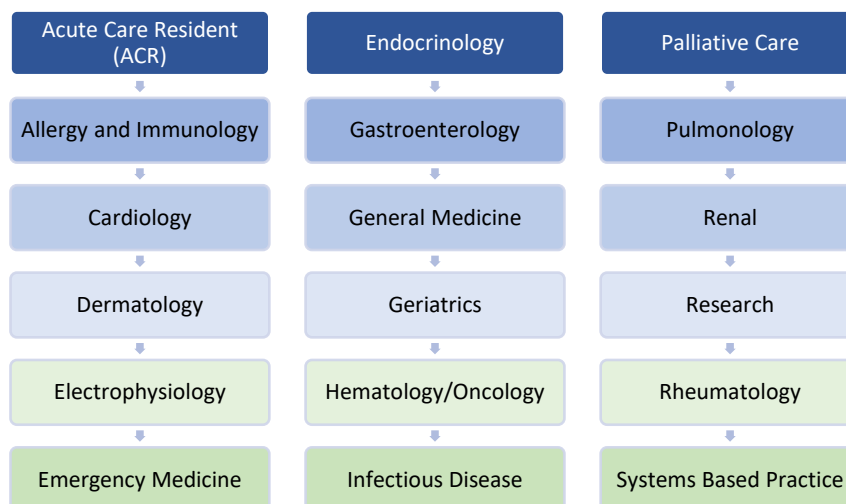 Acute Care Resident
(ACR)
Allergy and Immunology
Cardiology
Dermatology
Electrophysiology
Emergency Medicine
Endocrinology
Gastroenterology
General Medicine
Geriatrics
Hematology/Oncology
Infectious Disease
Palliative Care
Pulmonology
Renal
Research
Rheumatology
Systems Based Practice